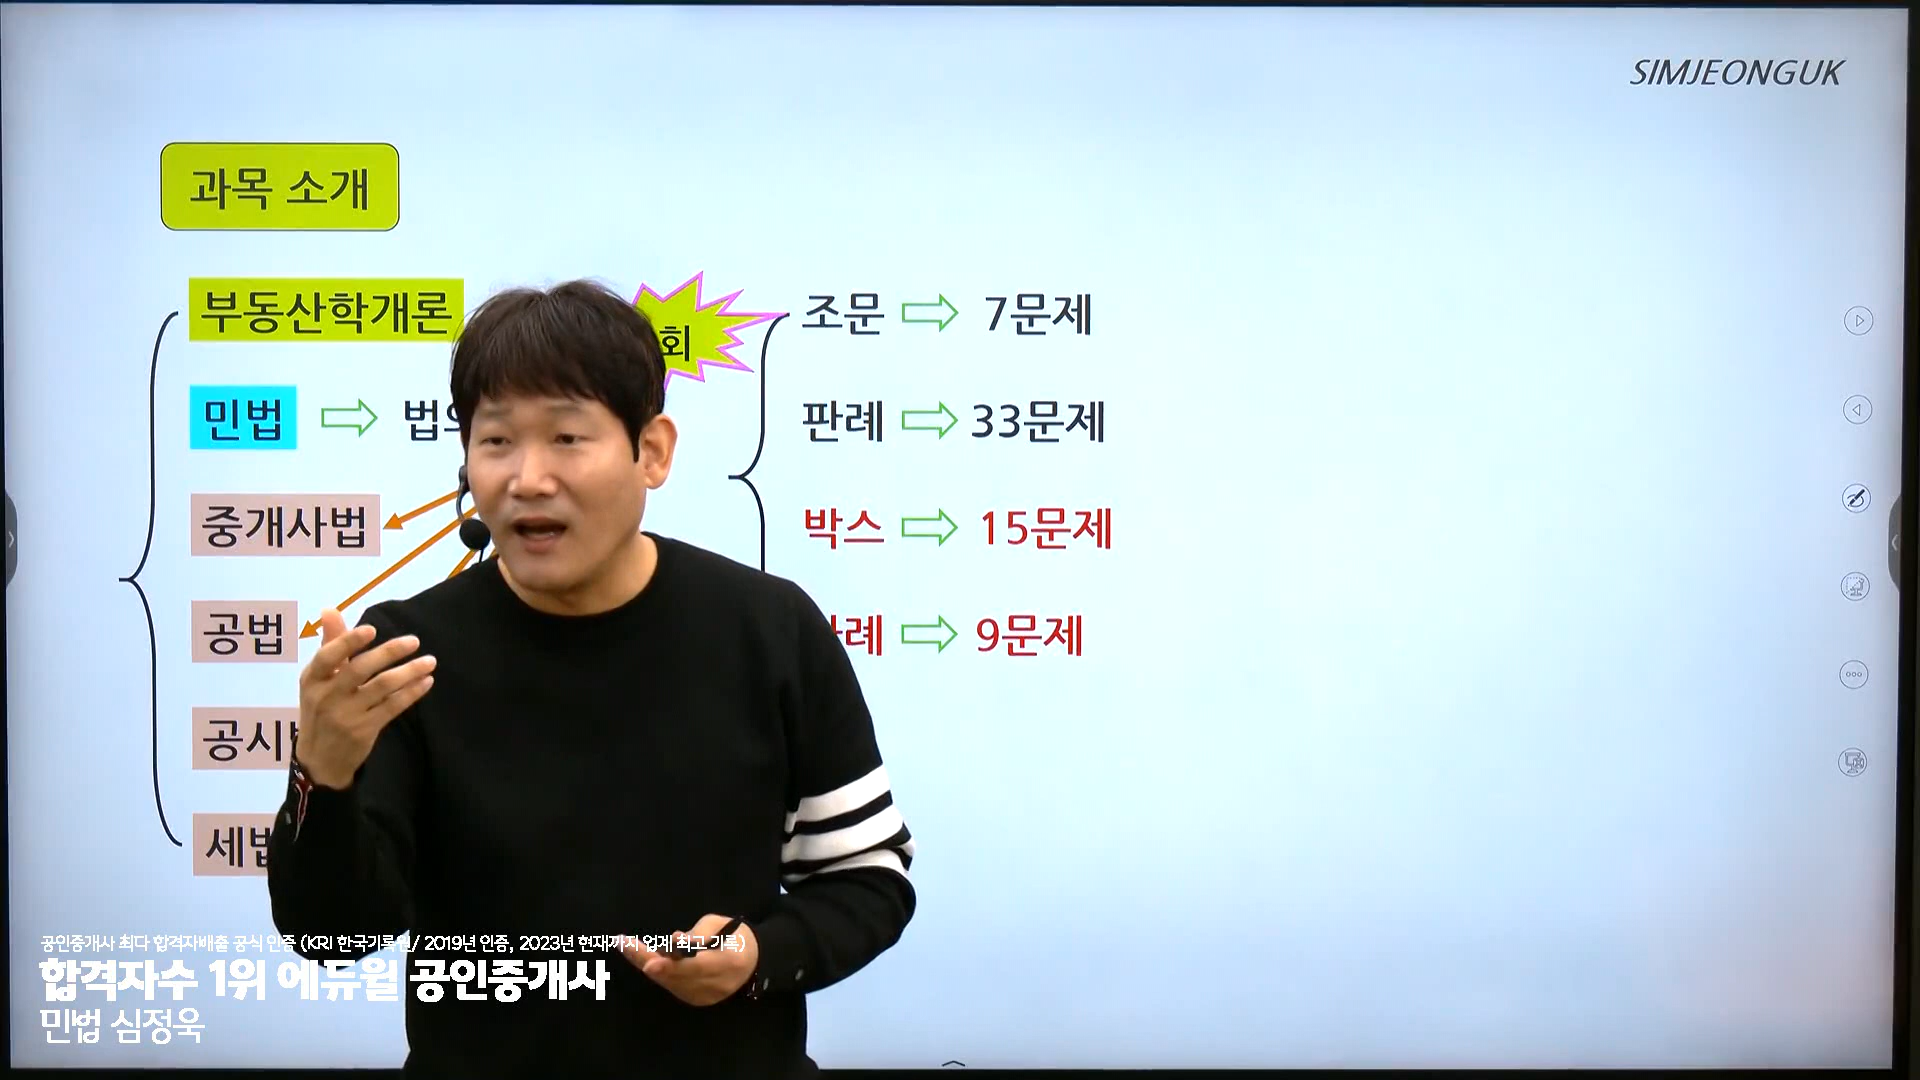 SIMJEONGUK
과목 소개
부동산학개론
회
조문 ⇨ 7문제
민법 ⇨ 법의
판례 ⇨ 33문제
중개사법
박스 ⇨ 15문제
공법
례 ⇨ 9문제
공시
세법
공인중개사 최다 합격자배출 공식 인증 (KRI 한국기록원/ 2019년 인증, 2023년 현재까지 업계 최고 기록)
합격자수 1위 에듀윌 공인중개사
민법 심정욱